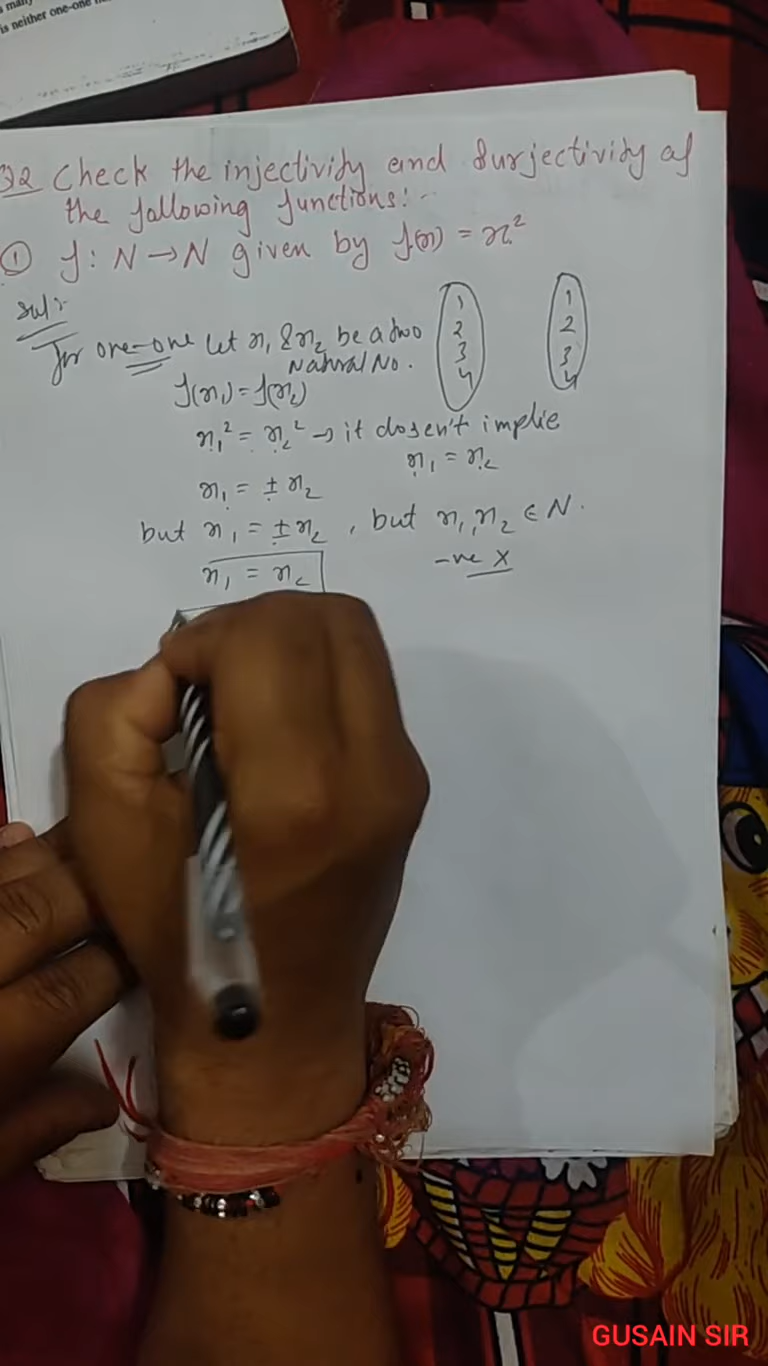 is neither one-one
Q2 Check the injectivity and Surjectivity of
the following functions:-
① f: N → N given by f(x) = x²
Sol:-
For one-one let x₁ & x₂ be a two
Natural No.
1
2
3
4
1
2
3
4
f(x₁) = f(x₂)
x₁² = x₂² → it dosen't implie
x₁ = x₂
x₁ = ± x₂
but x₁ = ± x₂ , but x₁, x₂ ∈ N.
-ve X
x₁ = x₂
GUSAIN SIR